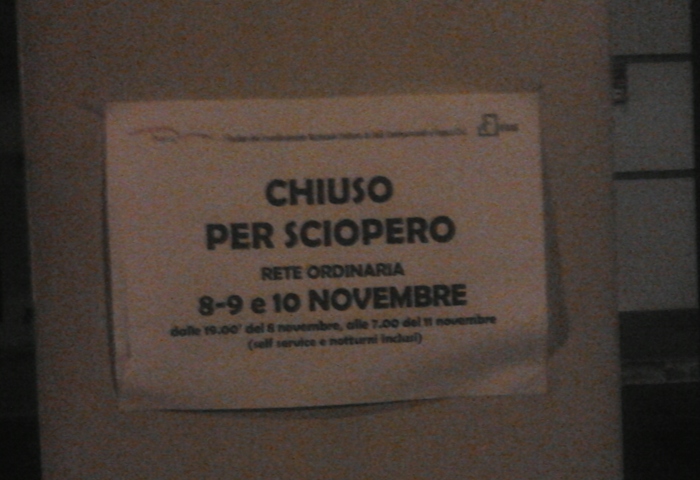 CHIUSO
PER SCIOPERO
RETE ORDINARIA
8-9 e 10 NOVEMBRE
dalle 19.00' del 8 novembre, alle 7.00 del 11 novembre
(self service e notturni inclusi)